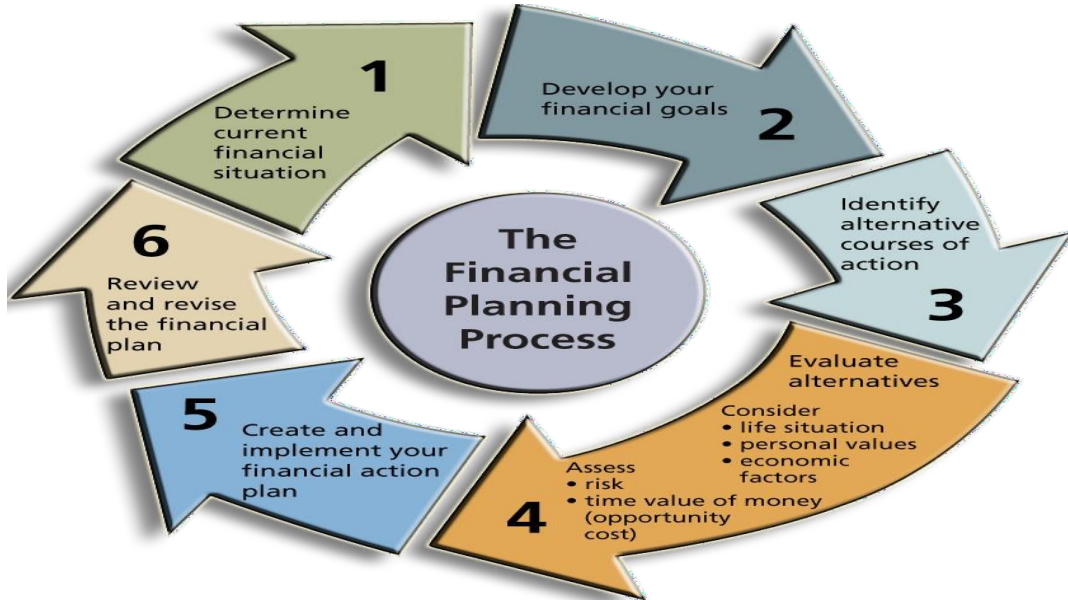 The
Financial
Planning
Process
1
Determine
current
financial
situation
Develop your
financial goals
2
Identify
alternative
courses of
action
3
Evaluate
alternatives
Consider
• life situation
• personal values
• economic
factors
Assess
• risk
• time value of money
(opportunity
cost)
4
5
Create and
implement your
financial action
plan
6
Review
and revise
the financial
plan